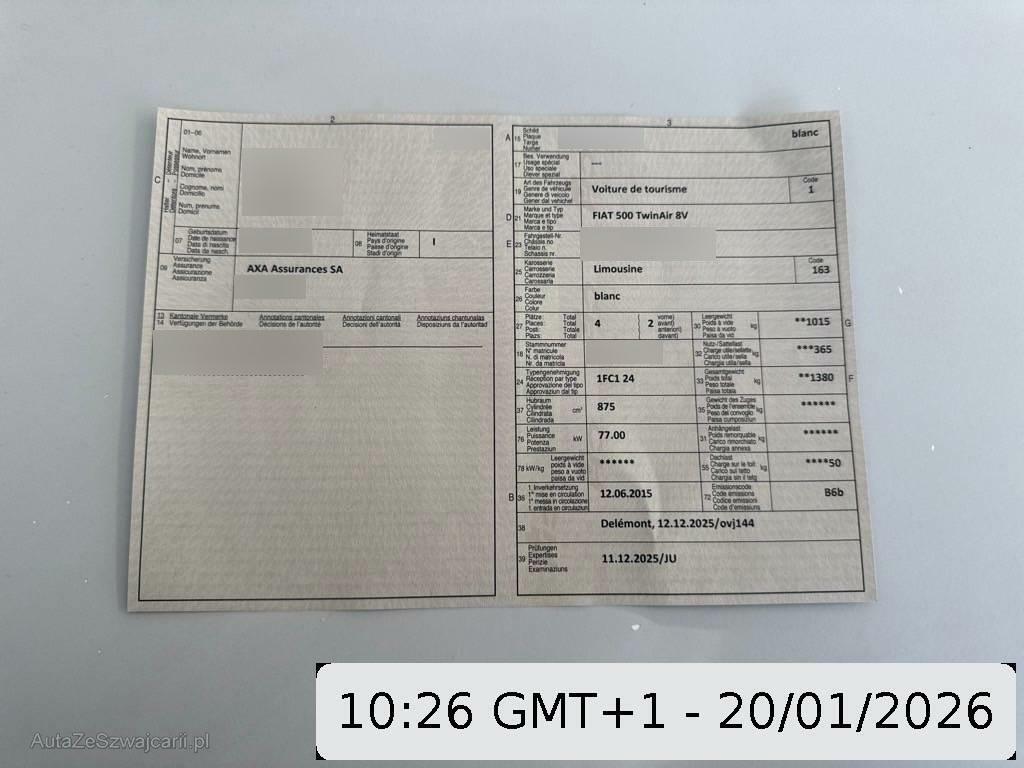 2
01–06
C
Halter - Détenteur
Detentore - Possessur
Name, Vornamen
Wohnort
Nom, prénoms
Domicile
Cognome, nomi
Domicilio
Num, prenums
Domicil
07
Geburtsdatum
Date de naissance
Data di nascita
Data da nasch.
08
Heimatstaat
Pays d'origine
Paese d'origine
Stadi d'origin
I
09
Versicherung
Assurance
Assicurazione
Assicuranza
AXA Assurances SA
13
14
Kantonale Vermerke
Verfügungen der Behörde
Annotations cantonales
Décisions de l'autorité
Annotazioni cantonali
Decisioni dell'autorità
Annotaziuns chantunalas
Disposiziuns da l'autoritad
3
A
15
Schild
Plaque
Targa
Numer
blanc
17
Bes. Verwendung
Usage spécial
Uso speciale
Diever spezial
---
19
Art des Fahrzeugs
Genre de véhicule
Genere di veicolo
Gener dal vehichel
Voiture de tourisme
Code
1
D
21
Marke und Typ
Marque et type
Marca e tipo
Marca e tip
FIAT 500 TwinAir 8V
E
23
Fahrgestell-Nr.
Châssis no
Telaio n.
Schassis nr.
25
Karosserie
Carrosserie
Carrozzeria
Carossaria
Limousine
Code
163
26
Farbe
Couleur
Colore
Colur
blanc
27
Plätze: Total
Places: Total
Posti: Totale
Plazs: Total
4
2
vorne)
avant)
anteriori)
davant)
30
Leergewicht
Poids à vide
Peso a vuoto
Paisa da vid
kg
**1015
G
18
Stammnummer
N° matricule
N. di matricola
Nr. da matricla
32
Nutz-/Sattellast
Charge utile/sellette
Carico utile/sella
Chargia utila/sella
kg
***365
24
Typengenehmigung
Réception par type
Approvazione del tipo
Approvaziun dal tip
1FC1 24
33
Gesamtgewicht
Poids total
Peso totale
Paisa totala
kg
**1380
F
37
Hubraum
Cylindrée
Cilindrata
Cilindrada
cm³
875
35
Gewicht des Zuges
Poids de l'ensemble
Peso del convoglio
Paisa cumposiziun
kg
******
76
Leistung
Puissance
Potenza
Prestaziun
kW
77.00
31
Anhängelast
Poids remorquable
Carico rimorchiato
Chargia annexa
kg
******
78 kW/kg
Leergewicht
poids à vide
peso a vuoto
paisa da vid
******
55
Dachlast
Charge sur le toit
Carico sul tetto
Chargia sin il tetg
kg
****50
B
36
1. Inverkehrsetzung
1re mise en circulation
1a messa in circolazione
1. entrada en circulaziun
12.06.2015
72
Emissionscode
Code émissions
Codice emissioni
Code d'emissiuns
B6b
38
Delémont, 12.12.2025/ovj144
39
Prüfungen
Expertises
Perizie
Examinaziuns
11.12.2025/JU
10:26 GMT+1 - 20/01/2026
AutaZeSzwajcarii.pl